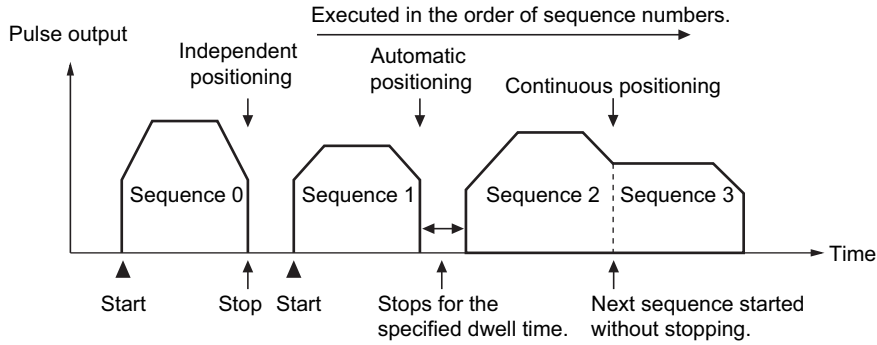 Executed in the order of sequence numbers.
Pulse output
Independent
positioning
Automatic
positioning
Continuous positioning
Sequence 0
Sequence 1
Sequence 2
Sequence 3
Time
Start
Stop
Start
Stops for the
specified dwell time.
Next sequence started
without stopping.